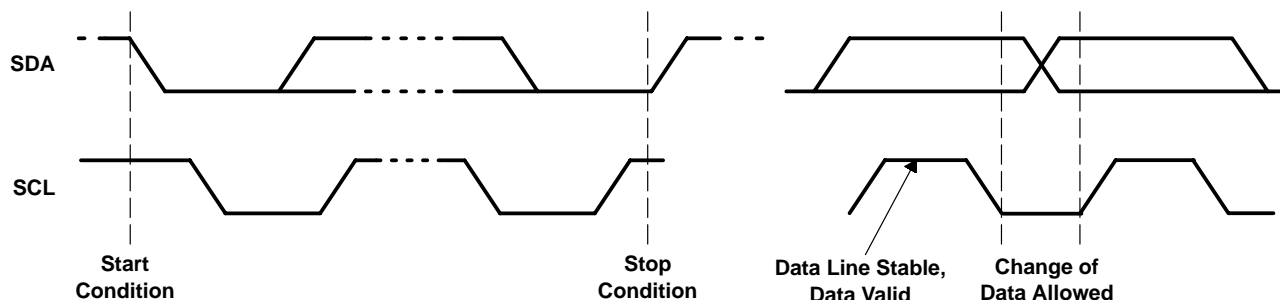 SDA
SCL
Start
Condition
Stop
Condition
Data Line Stable,
Data Valid
Change of
Data Allowed